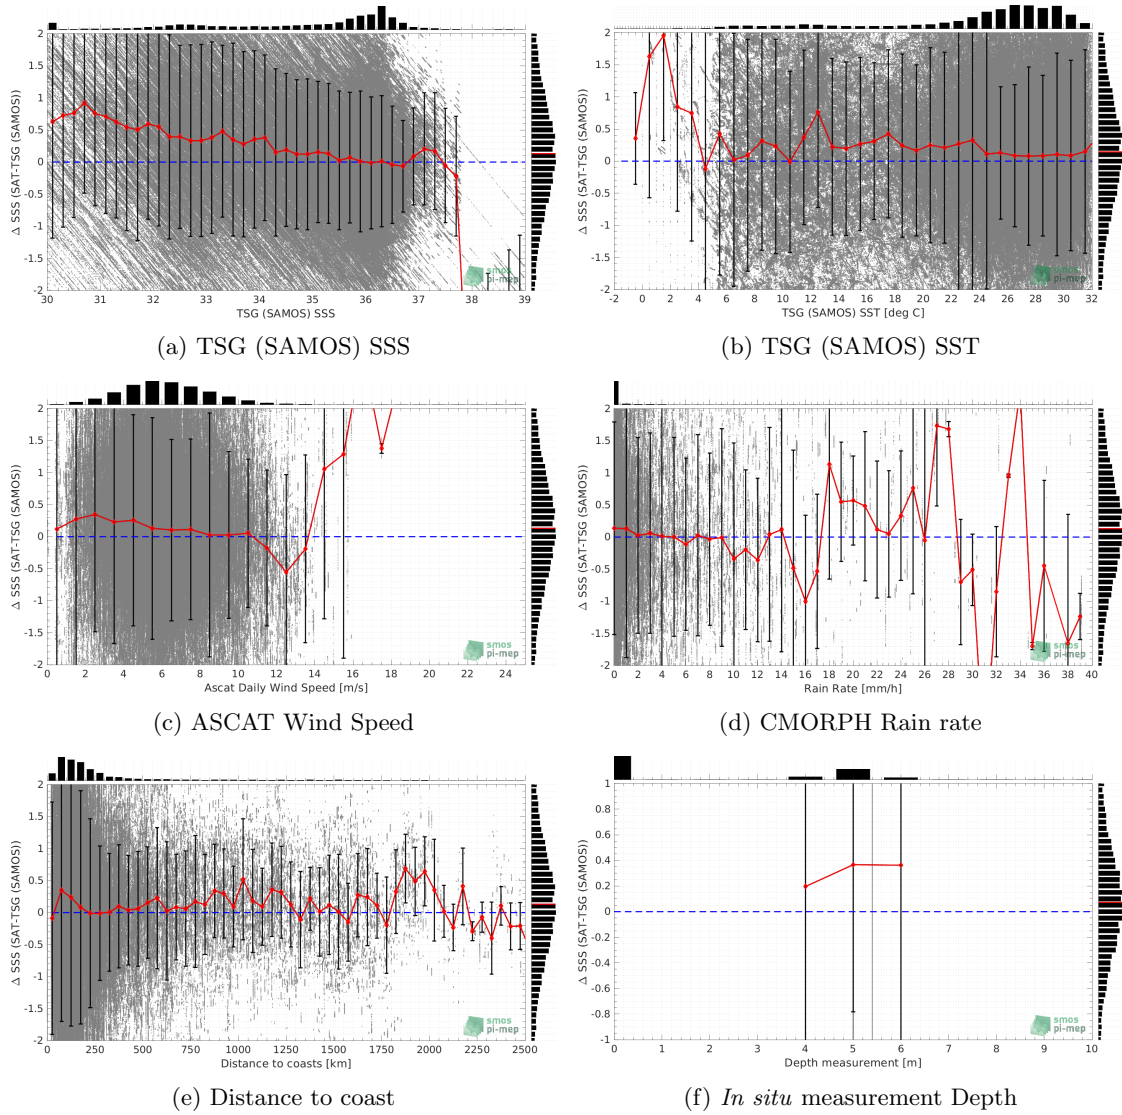 Δ SSS (SAT-TSG (SAMOS))
2
1.5
1
0.5
0
-0.5
-1
-1.5
-2
30 31 32 33 34 35 36 37 38 39
TSG (SAMOS) SSS
smos
pi-mep
(a) TSG (SAMOS) SSS
Δ SSS (SAT-TSG (SAMOS))
2
1.5
1
0.5
0
-0.5
-1
-1.5
-2
-2 0 2 4 6 8 10 12 14 16 18 20 22 24 26 28 30 32
TSG (SAMOS) SST [deg C]
smos
pi-mep
(b) TSG (SAMOS) SST
Δ SSS (SAT-TSG (SAMOS))
2
1.5
1
0.5
0
-0.5
-1
-1.5
-2
0 2 4 6 8 10 12 14 16 18 20 22 24
Ascat Daily Wind Speed [m/s]
smos
pi-mep
(c) ASCAT Wind Speed
Δ SSS (SAT-TSG (SAMOS))
2
1.5
1
0.5
0
-0.5
-1
-1.5
-2
0 2 4 6 8 10 12 14 16 18 20 22 24 26 28 30 32 34 36 38 40
Rain Rate [mm/h]
smos
pi-mep
(d) CMORPH Rain rate
Δ SSS (SAT-TSG (SAMOS))
2
1.5
1
0.5
0
-0.5
-1
-1.5
-2
0 250 500 750 1000 1250 1500 1750 2000 2250 2500
Distance to coasts [km]
smos
pi-mep
(e) Distance to coast
Δ SSS (SAT-TSG (SAMOS))
1
0.8
0.6
0.4
0.2
0
-0.2
-0.4
-0.6
-0.8
-1
0 1 2 3 4 5 6 7 8 9 10
Depth measurement [m]
smos
pi-mep
(f) In situ measurement Depth